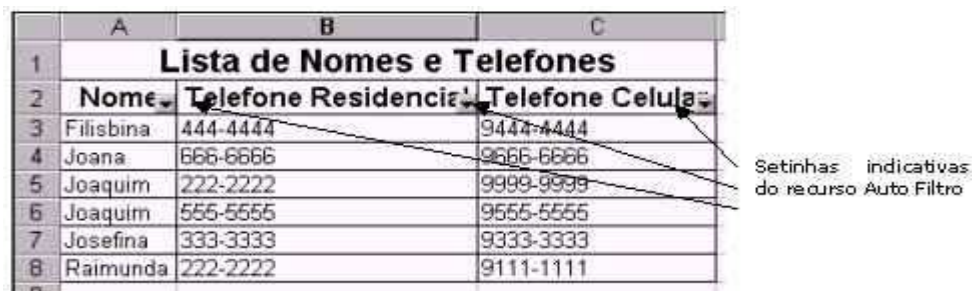 A B C
1 Lista de Nomes e Telefones
2 Nome Telefone Residencial Telefone Celular
3 Filisbina 444-4444 9444-4444
4 Joana 666-6666 9666-6666
5 Joaquim 222-2222 9999-9999
6 Joaquim 555-5555 9555-5555
7 Josefina 333-3333 9333-3333
8 Raimunda 222-2222 9111-1111
Setinhas indicativas
do recurso Auto Filtro